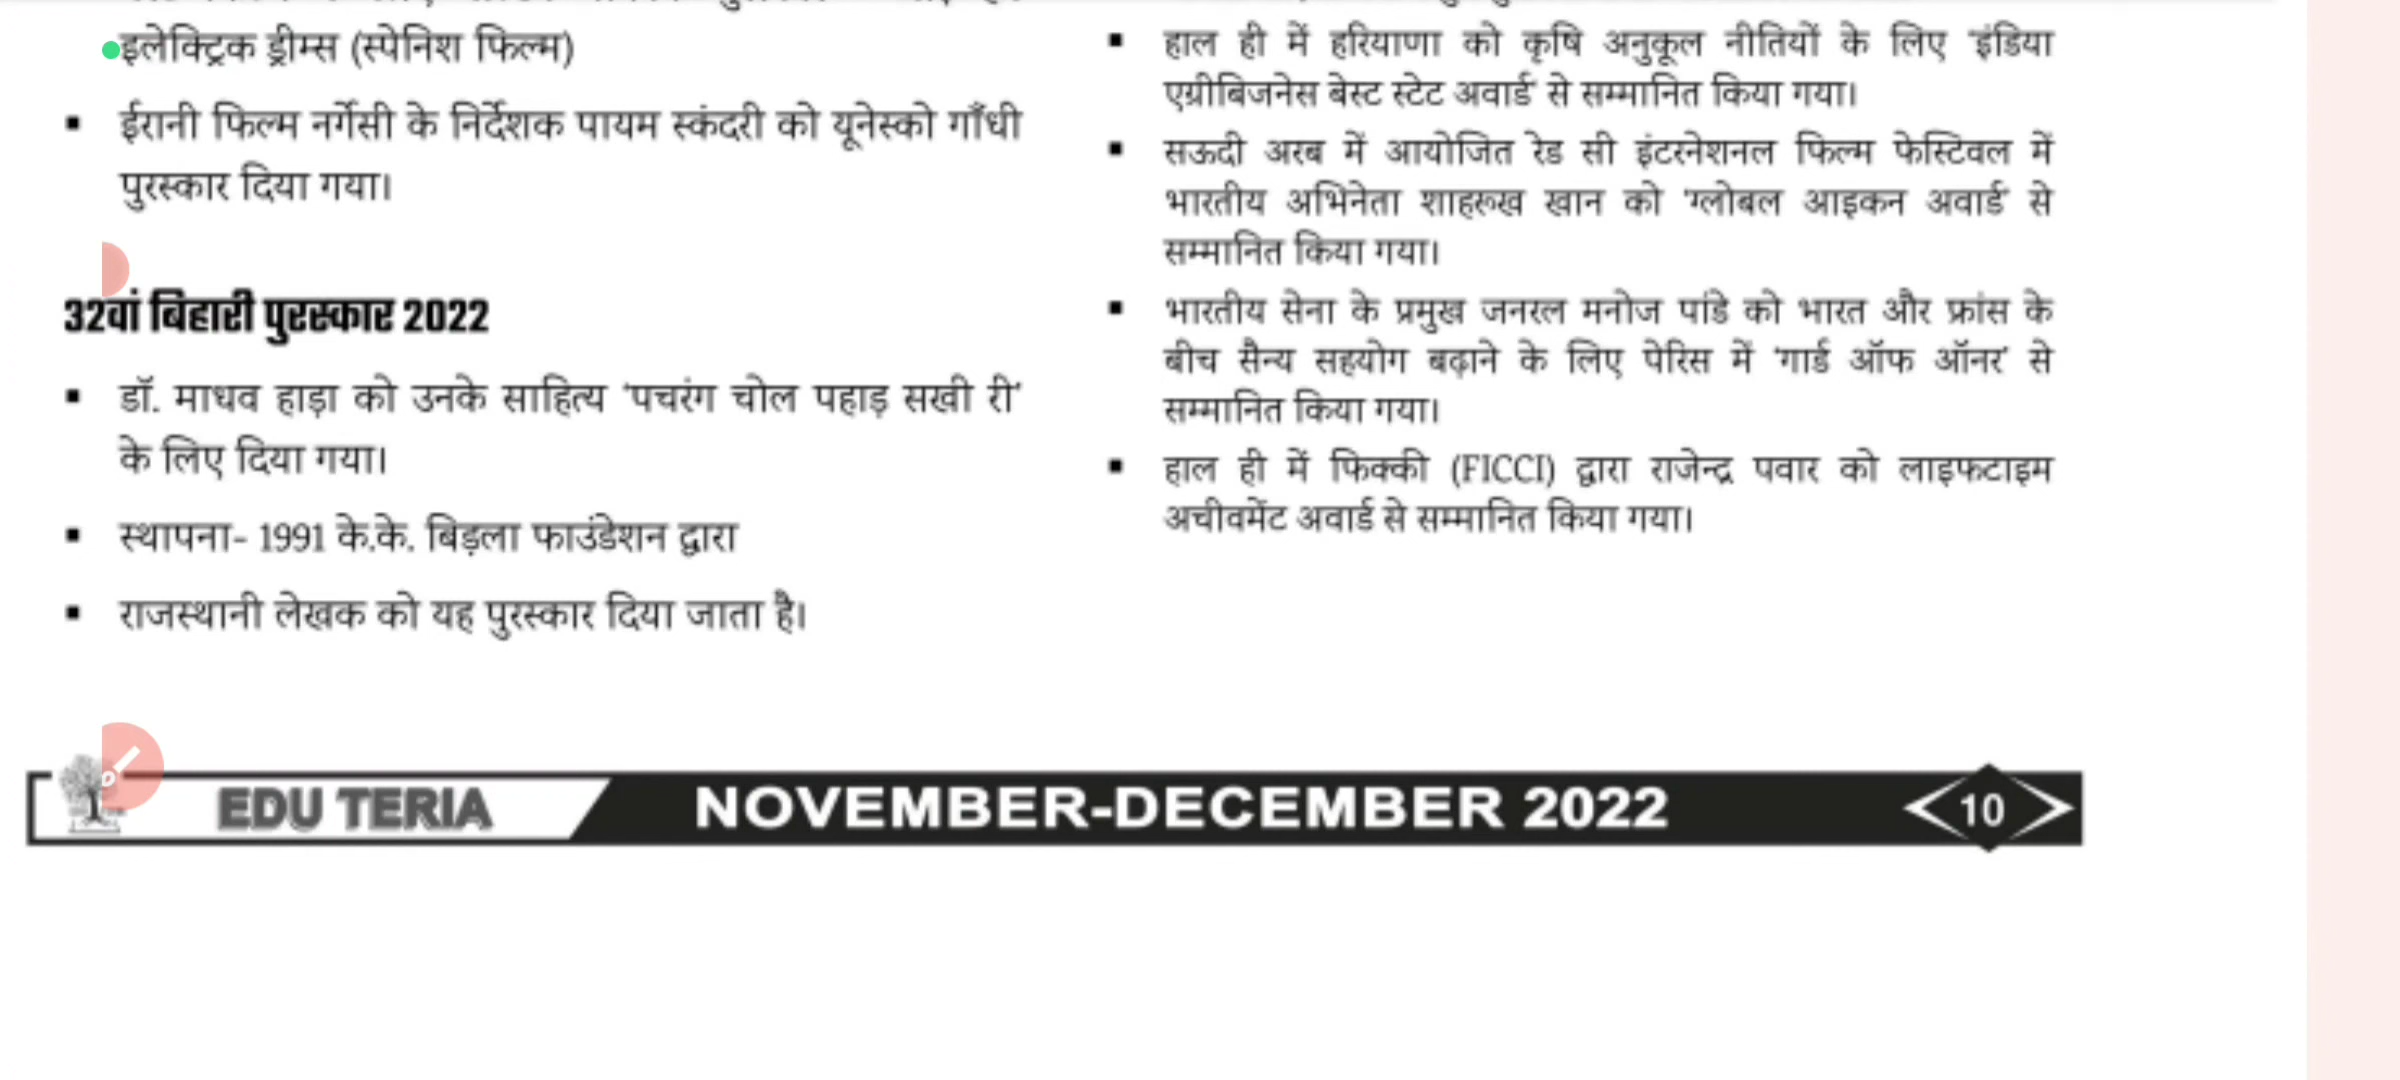 इलेक्ट्रिक ड्रीम्स (स्पेनिश फिल्म)
▪ ईरानी फिल्म नर्गेसी के निर्देशक पायम स्कंदरी को यूनेस्को गाँधी
पुरस्कार दिया गया।
32वां बिहारी पुरस्कार 2022
▪ डॉ. माधव हाड़ा को उनके साहित्य 'पचरंग चोल पहाड़ सखी री'
के लिए दिया गया।
▪ स्थापना- 1991 के.के. बिड़ला फाउंडेशन द्वारा
▪ राजस्थानी लेखक को यह पुरस्कार दिया जाता है।
▪ हाल ही में हरियाणा को कृषि अनुकूल नीतियों के लिए 'इंडिया
एग्रीबिजनेस बेस्ट स्टेट अवार्ड' से सम्मानित किया गया।
▪ सऊदी अरब में आयोजित रेड सी इंटरनेशनल फिल्म फेस्टिवल में
भारतीय अभिनेता शाहरूख खान को 'ग्लोबल आइकन अवार्ड' से
सम्मानित किया गया।
▪ भारतीय सेना के प्रमुख जनरल मनोज पांडे को भारत और फ्रांस के
बीच सैन्य सहयोग बढ़ाने के लिए पेरिस में 'गार्ड ऑफ ऑनर' से
सम्मानित किया गया।
▪ हाल ही में फिक्की (FICCI) द्वारा राजेन्द्र पवार को लाइफटाइम
अचीवमेंट अवार्ड से सम्मानित किया गया।
EDU TERIA
NOVEMBER-DECEMBER 2022
10